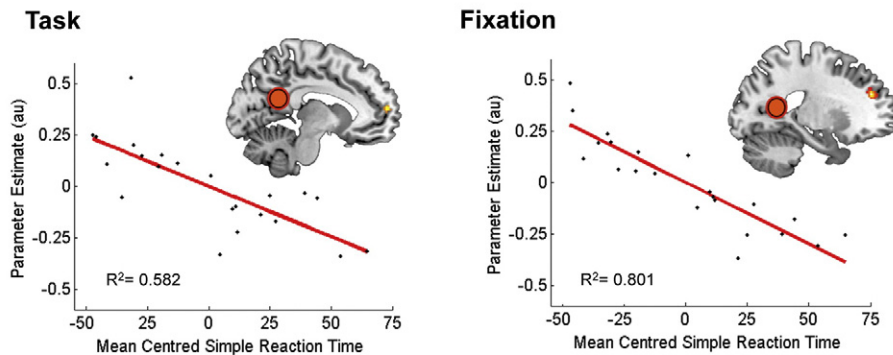 Task
Parameter Estimate (au)
0.5
0.25
0
-0.25
-0.5
R²= 0.582
-50 -25 0 25 50 75
Mean Centred Simple Reaction Time
Fixation
Parameter Estimate (au)
0.5
0.25
0
-0.25
-0.5
R²= 0.801
-50 -25 0 25 50 75
Mean Centred Simple Reaction Time